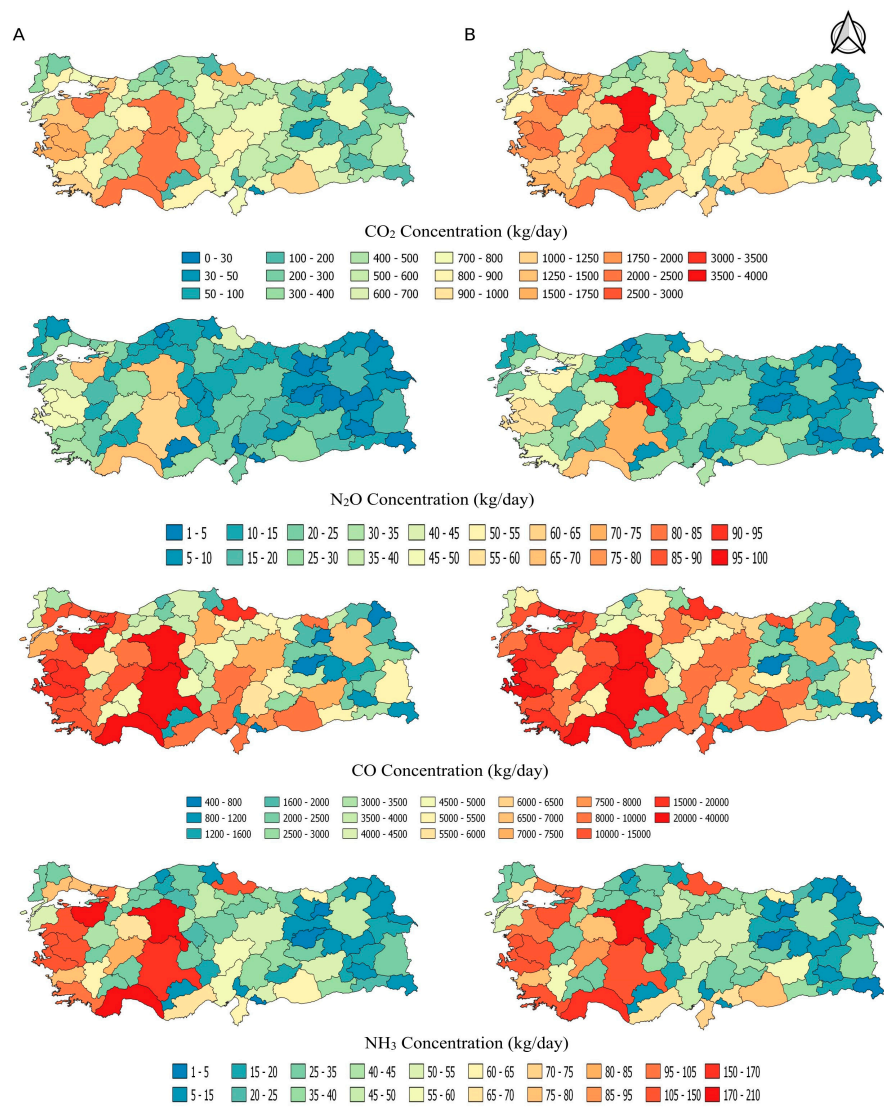 A B
CO₂ Concentration (kg/day)
0 - 30 100 - 200 400 - 500 700 - 800 1000 - 1250 1750 - 2000 3000 - 3500
30 - 50 200 - 300 500 - 600 800 - 900 1250 - 1500 2000 - 2500 3500 - 4000
50 - 100 300 - 400 600 - 700 900 - 1000 1500 - 1750 2500 - 3000
N₂O Concentration (kg/day)
1 - 5 10 - 15 20 - 25 30 - 35 40 - 45 50 - 55 60 - 65 70 - 75 80 - 85 90 - 95
5 - 10 15 - 20 25 - 30 35 - 40 45 - 50 55 - 60 65 - 70 75 - 80 85 - 90 95 - 100
CO Concentration (kg/day)
400 - 800 1600 - 2000 3000 - 3500 4500 - 5000 6000 - 6500 7500 - 8000 15000 - 20000
800 - 1200 2000 - 2500 3500 - 4000 5000 - 5500 6500 - 7000 8000 - 10000 20000 - 40000
1200 - 1600 2500 - 3000 4000 - 4500 5500 - 6000 7000 - 7500 10000 - 15000
NH₃ Concentration (kg/day)
1 - 5 15 - 20 25 - 35 40 - 45 50 - 55 60 - 65 70 - 75 80 - 85 95 - 105 150 - 170
5 - 15 20 - 25 35 - 40 45 - 50 55 - 60 65 - 70 75 - 80 85 - 95 105 - 150 170 - 210